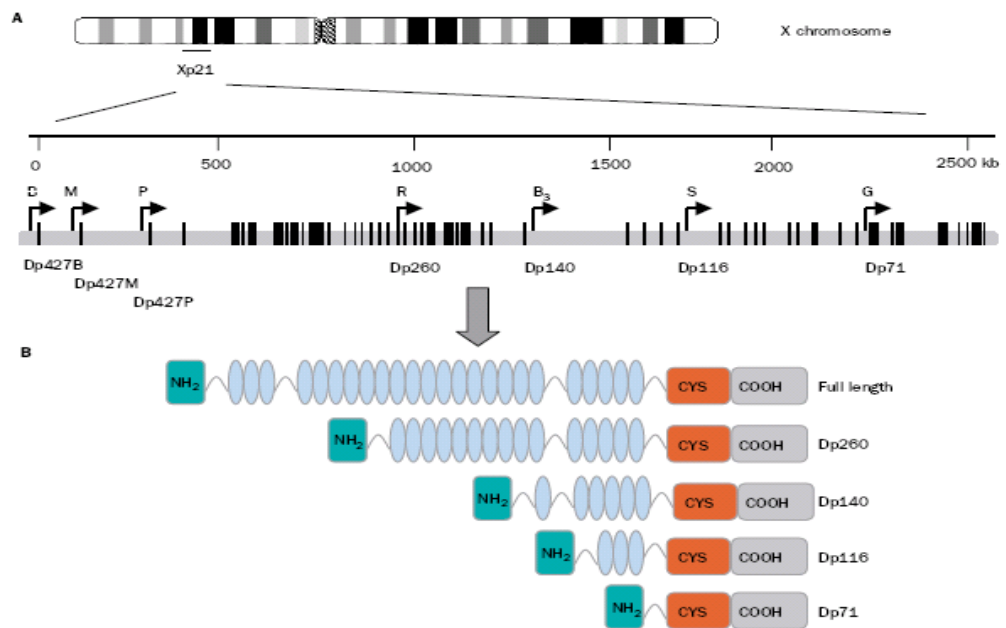 A
X chromosome
Xp21
0 500 1000 1500 2000 2500 kb
B M P R B3 S G
Dp427B Dp260 Dp140 Dp116 Dp71
Dp427M
Dp427P
B
NH2 CYS COOH Full length
NH2 CYS COOH Dp260
NH2 CYS COOH Dp140
NH2 CYS COOH Dp116
NH2 CYS COOH Dp71